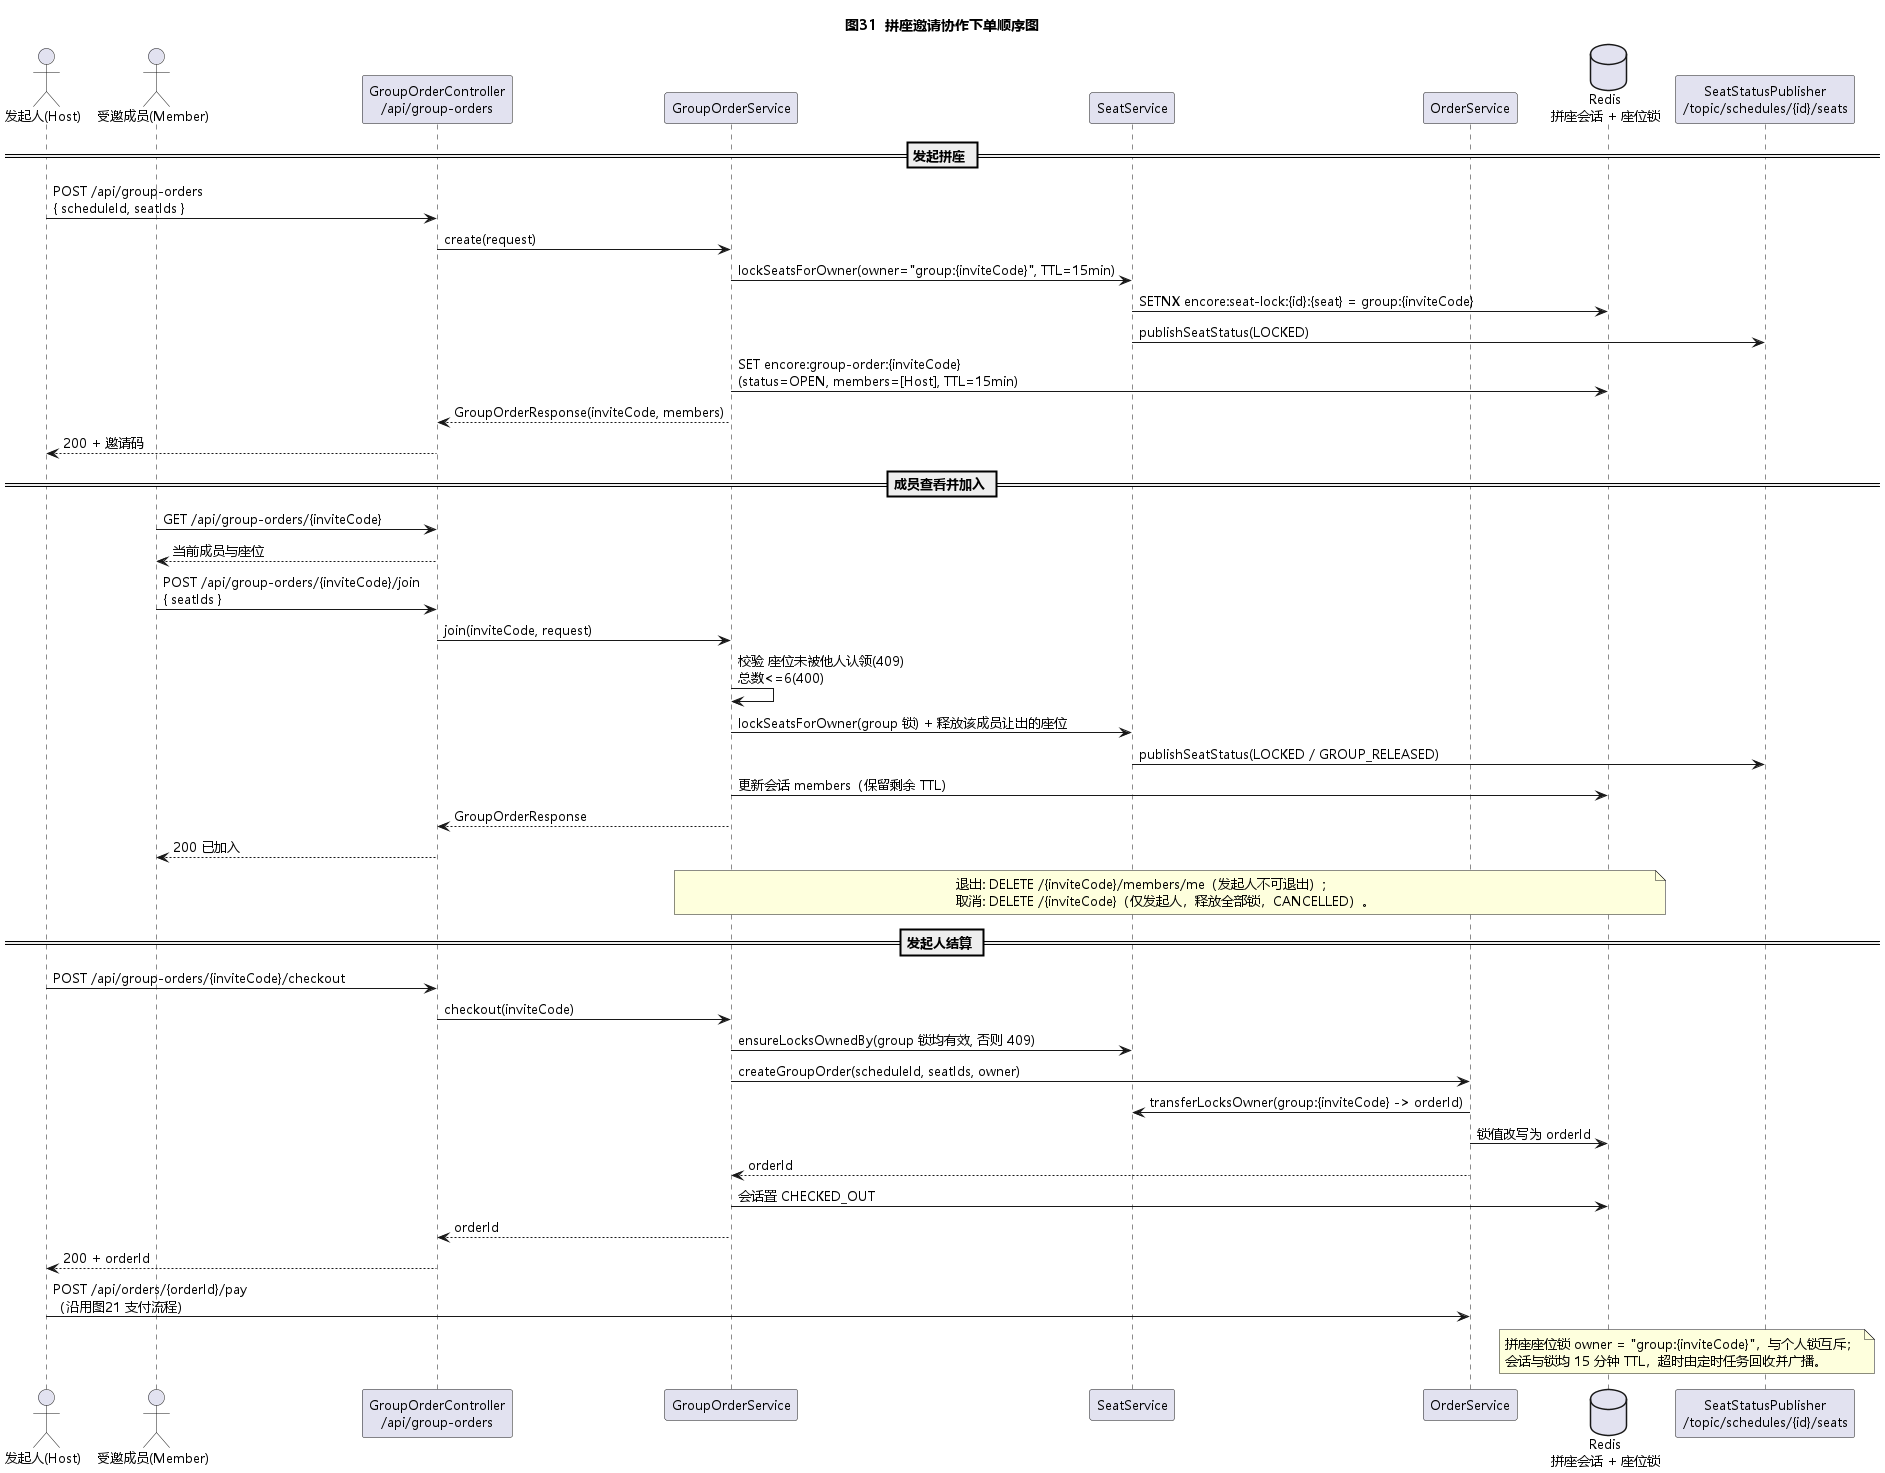 图31 拼座邀请协作下单顺序图
发起人(Host)
受邀成员(Member)
GroupOrderController
/api/group-orders
GroupOrderService
SeatService
OrderService
Redis
拼座会话 + 座位锁
SeatStatusPublisher
/topic/schedules/{id}/seats
发起拼座
POST /api/group-orders
{ scheduleId, seatIds }
create(request)
lockSeatsForOwner(owner="group:{inviteCode}", TTL=15min)
SETNX encore:seat-lock:{id}:{seat} = group:{inviteCode}
publishSeatStatus(LOCKED)
SET encore:group-order:{inviteCode}
(status=OPEN, members=[Host], TTL=15min)
GroupOrderResponse(inviteCode, members)
200 + 邀请码
成员查看并加入
GET /api/group-orders/{inviteCode}
当前成员与座位
POST /api/group-orders/{inviteCode}/join
{ seatIds }
join(inviteCode, request)
校验 座位未被他人认领(409)
总数<=6(400)
lockSeatsForOwner(group 锁) + 释放该成员让出的座位
publishSeatStatus(LOCKED / GROUP_RELEASED)
更新会话 members（保留剩余 TTL）
GroupOrderResponse
200 已加入
退出: DELETE /{inviteCode}/members/me（发起人不可退出）;
取消: DELETE /{inviteCode}（仅发起人，释放全部锁，CANCELLED）。
发起人结算
POST /api/group-orders/{inviteCode}/checkout
checkout(inviteCode)
ensureLocksOwnedBy(group 锁均有效, 否则 409)
createGroupOrder(scheduleId, seatIds, owner)
transferLocksOwner(group:{inviteCode} -> orderId)
锁值改写为 orderId
orderId
会话置 CHECKED_OUT
orderId
200 + orderId
POST /api/orders/{orderId}/pay
（沿用图21 支付流程）
拼座座位锁 owner = "group:{inviteCode}"，与个人锁互斥；
会话与锁均 15 分钟 TTL，超时由定时任务回收并广播。
发起人(Host)
受邀成员(Member)
GroupOrderController
/api/group-orders
GroupOrderService
SeatService
OrderService
Redis
拼座会话 + 座位锁
SeatStatusPublisher
/topic/schedules/{id}/seats